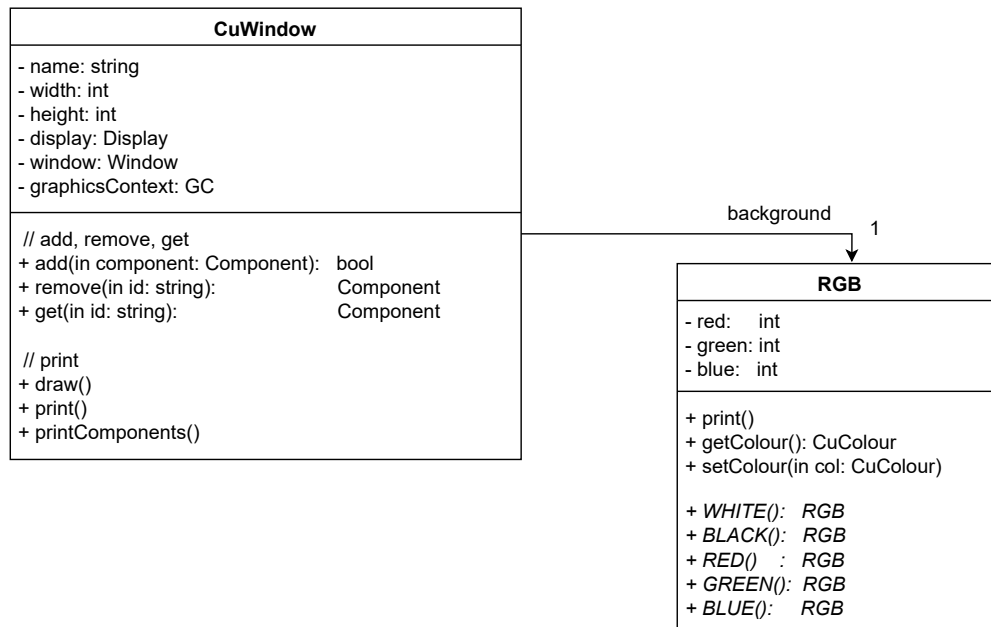 CuWindow
- name: string
- width: int
- height: int
- display: Display
- window: Window
- graphicsContext: GC
// add, remove, get
+ add(in component: Component): bool
+ remove(in id: string): Component
+ get(in id: string): Component
// print
+ draw()
+ print()
+ printComponents()
background
1
RGB
- red: int
- green: int
- blue: int
+ print()
+ getColour(): CuColour
+ setColour(in col: CuColour)
+ WHITE(): RGB
+ BLACK(): RGB
+ RED() : RGB
+ GREEN(): RGB
+ BLUE(): RGB